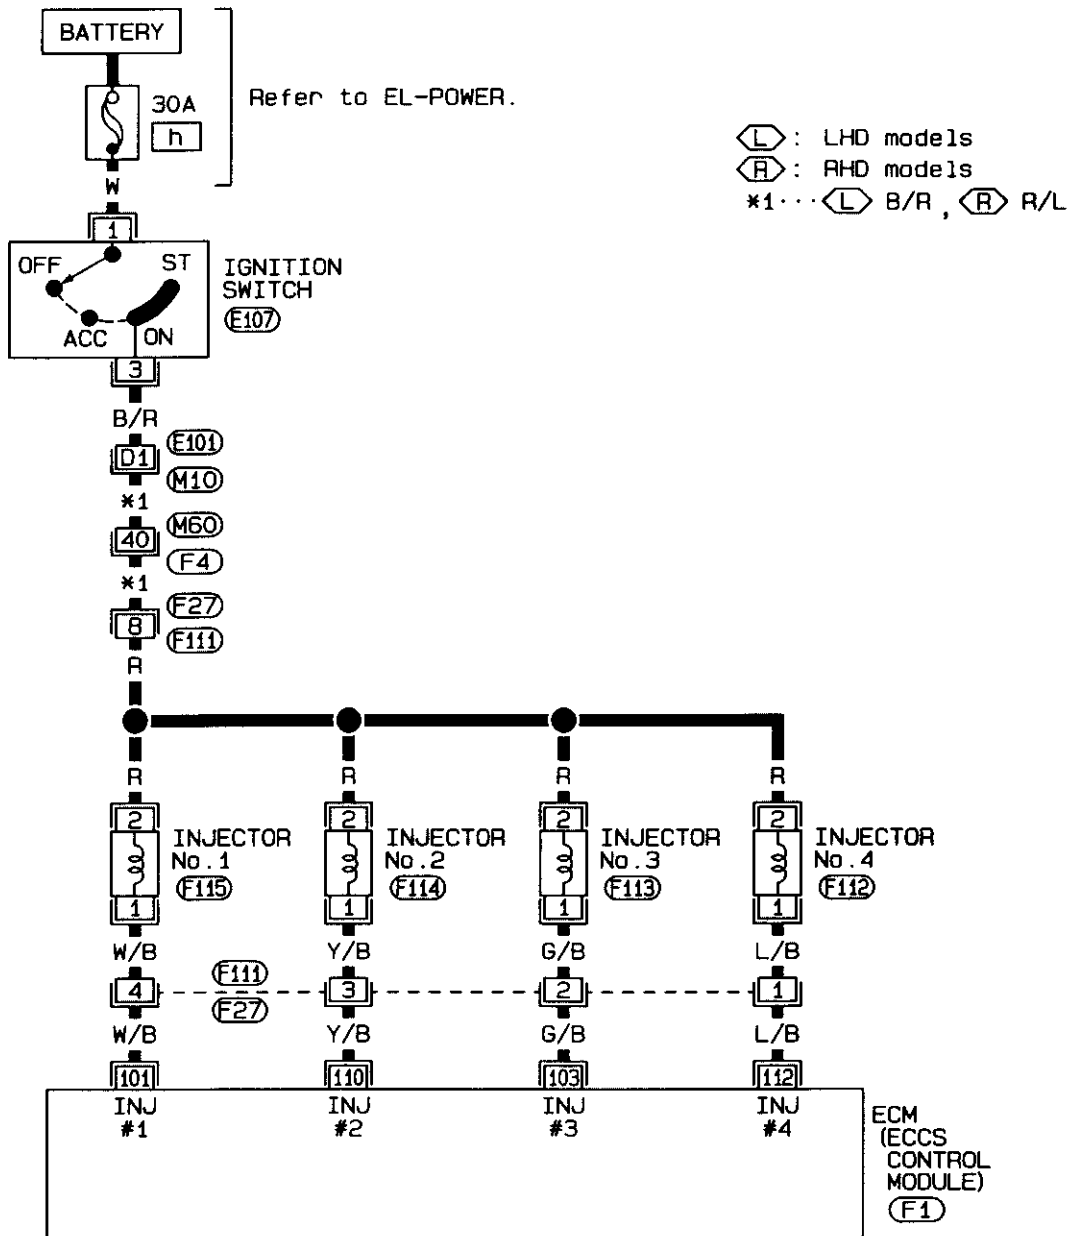 BATTERY
30A
h
Refer to EL-POWER.
L : LHD models
R : RHD models
*1··· L B/R , R R/L
W
1
OFF
ST
ACC
ON
IGNITION
SWITCH
E107
3
B/R
D1
E101
M10
*1
40
M60
F4
*1
8
F27
F111
R
R R R R
2 2 2 2
INJECTOR
No.1
F115
INJECTOR
No.2
F114
INJECTOR
No.3
F113
INJECTOR
No.4
F112
1 1 1 1
W/B Y/B G/B L/B
F111
4 3 2 1
F27
W/B Y/B G/B L/B
101 110 103 112
INJ
#1
INJ
#2
INJ
#3
INJ
#4
ECM
(ECCS
CONTROL
MODULE)
F1